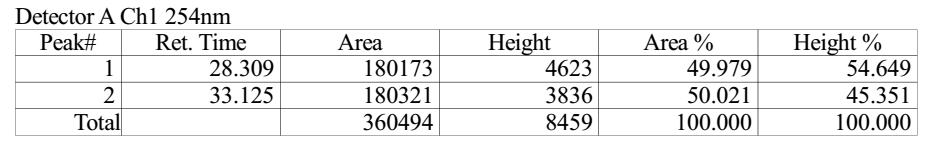 Detector A Ch1 254nm
Peak# Ret. Time Area Height Area % Height %
1 28.309 180173 4623 49.979 54.649
2 33.125 180321 3836 50.021 45.351
Total 360494 8459 100.000 100.000